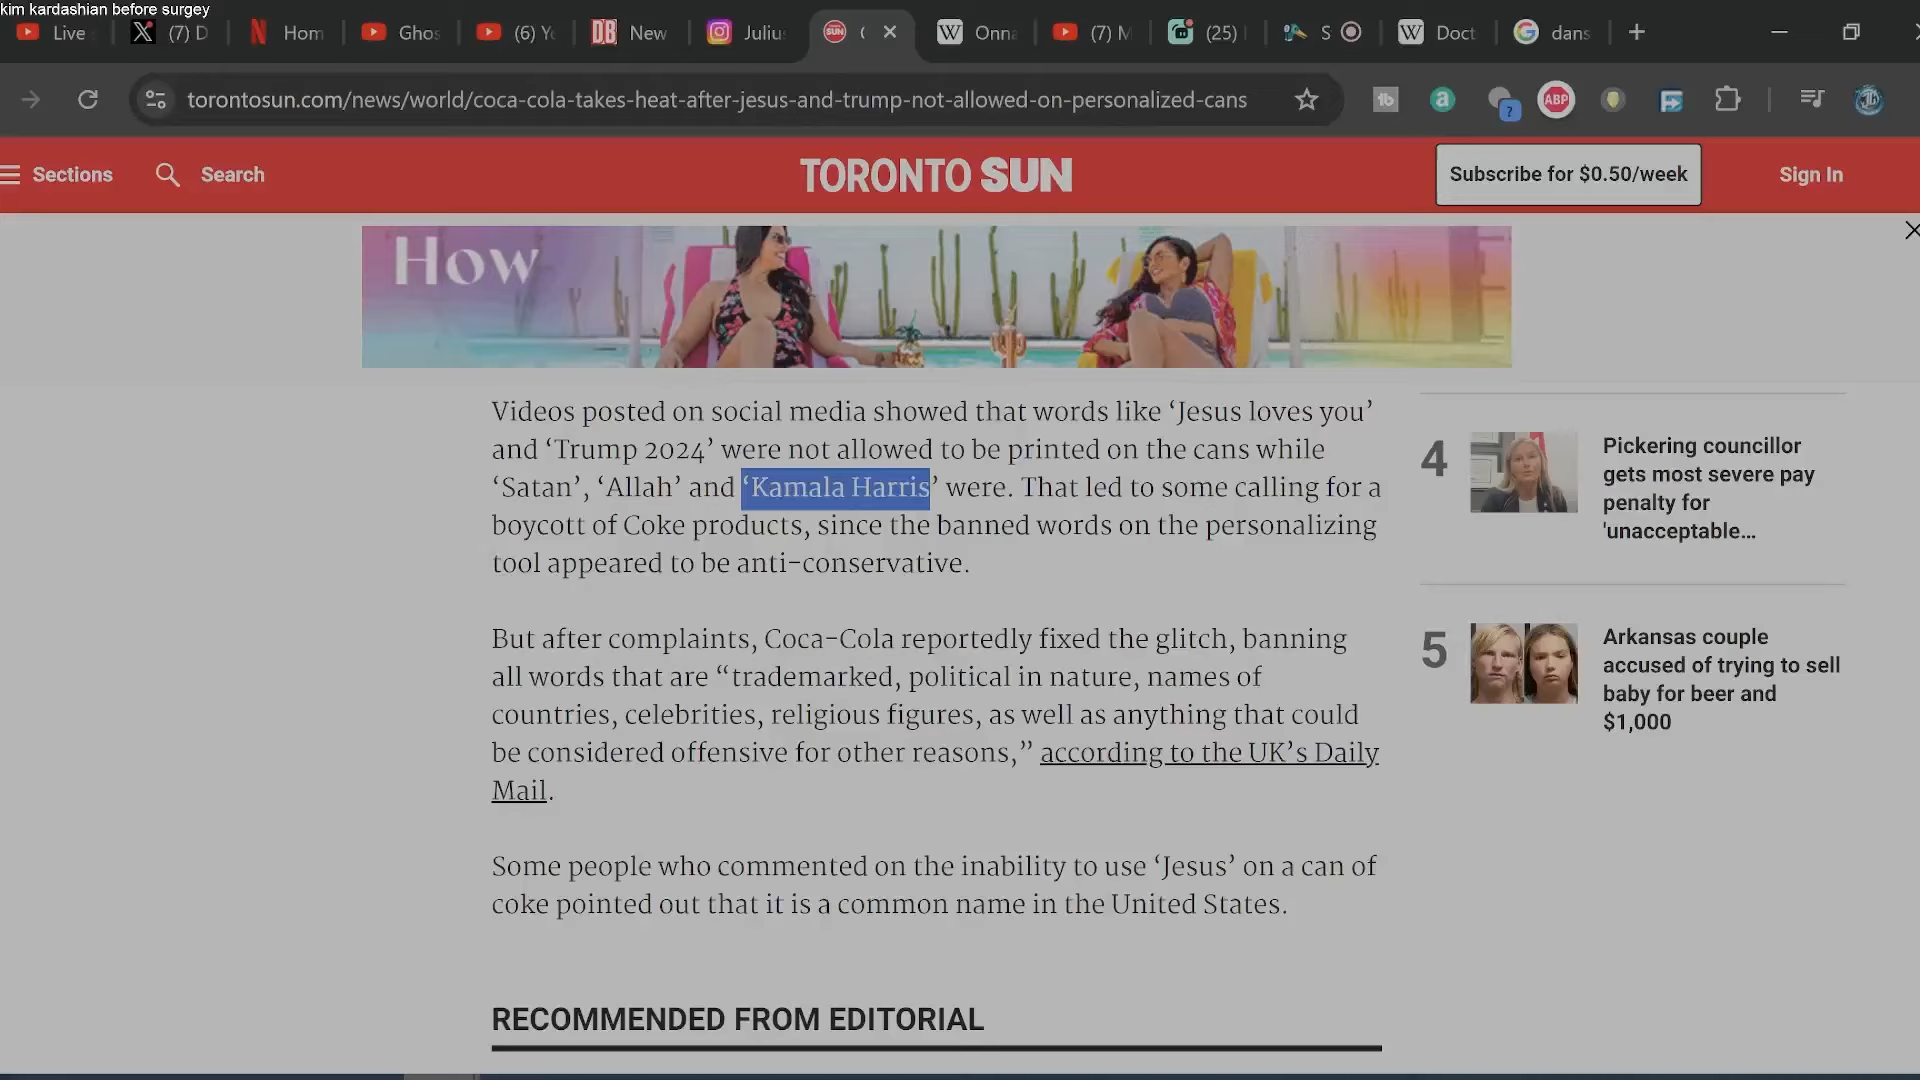 kim kardashian before surgey
Live
(7) D
Hom
Ghos
(6) Y
New
Juliu
(
Onna
(7) M
(25)
S
Doct
dans
torontosun.com/news/world/coca-cola-takes-heat-after-jesus-and-trump-not-allowed-on-personalized-cans
ABP
Sections
Search
TORONTO SUN
Subscribe for $0.50/week
Sign In
How
Videos posted on social media showed that words like ‘Jesus loves you’
and ‘Trump 2024’ were not allowed to be printed on the cans while
‘Satan’, ‘Allah’ and ‘Kamala Harris’ were. That led to some calling for a
boycott of Coke products, since the banned words on the personalizing
tool appeared to be anti-conservative.
But after complaints, Coca-Cola reportedly fixed the glitch, banning
all words that are “trademarked, political in nature, names of
countries, celebrities, religious figures, as well as anything that could
be considered offensive for other reasons,” according to the UK’s Daily
Mail.
Some people who commented on the inability to use ‘Jesus’ on a can of
coke pointed out that it is a common name in the United States.
RECOMMENDED FROM EDITORIAL
4
Pickering councillor
gets most severe pay
penalty for
'unacceptable...
5
Arkansas couple
accused of trying to sell
baby for beer and
$1,000